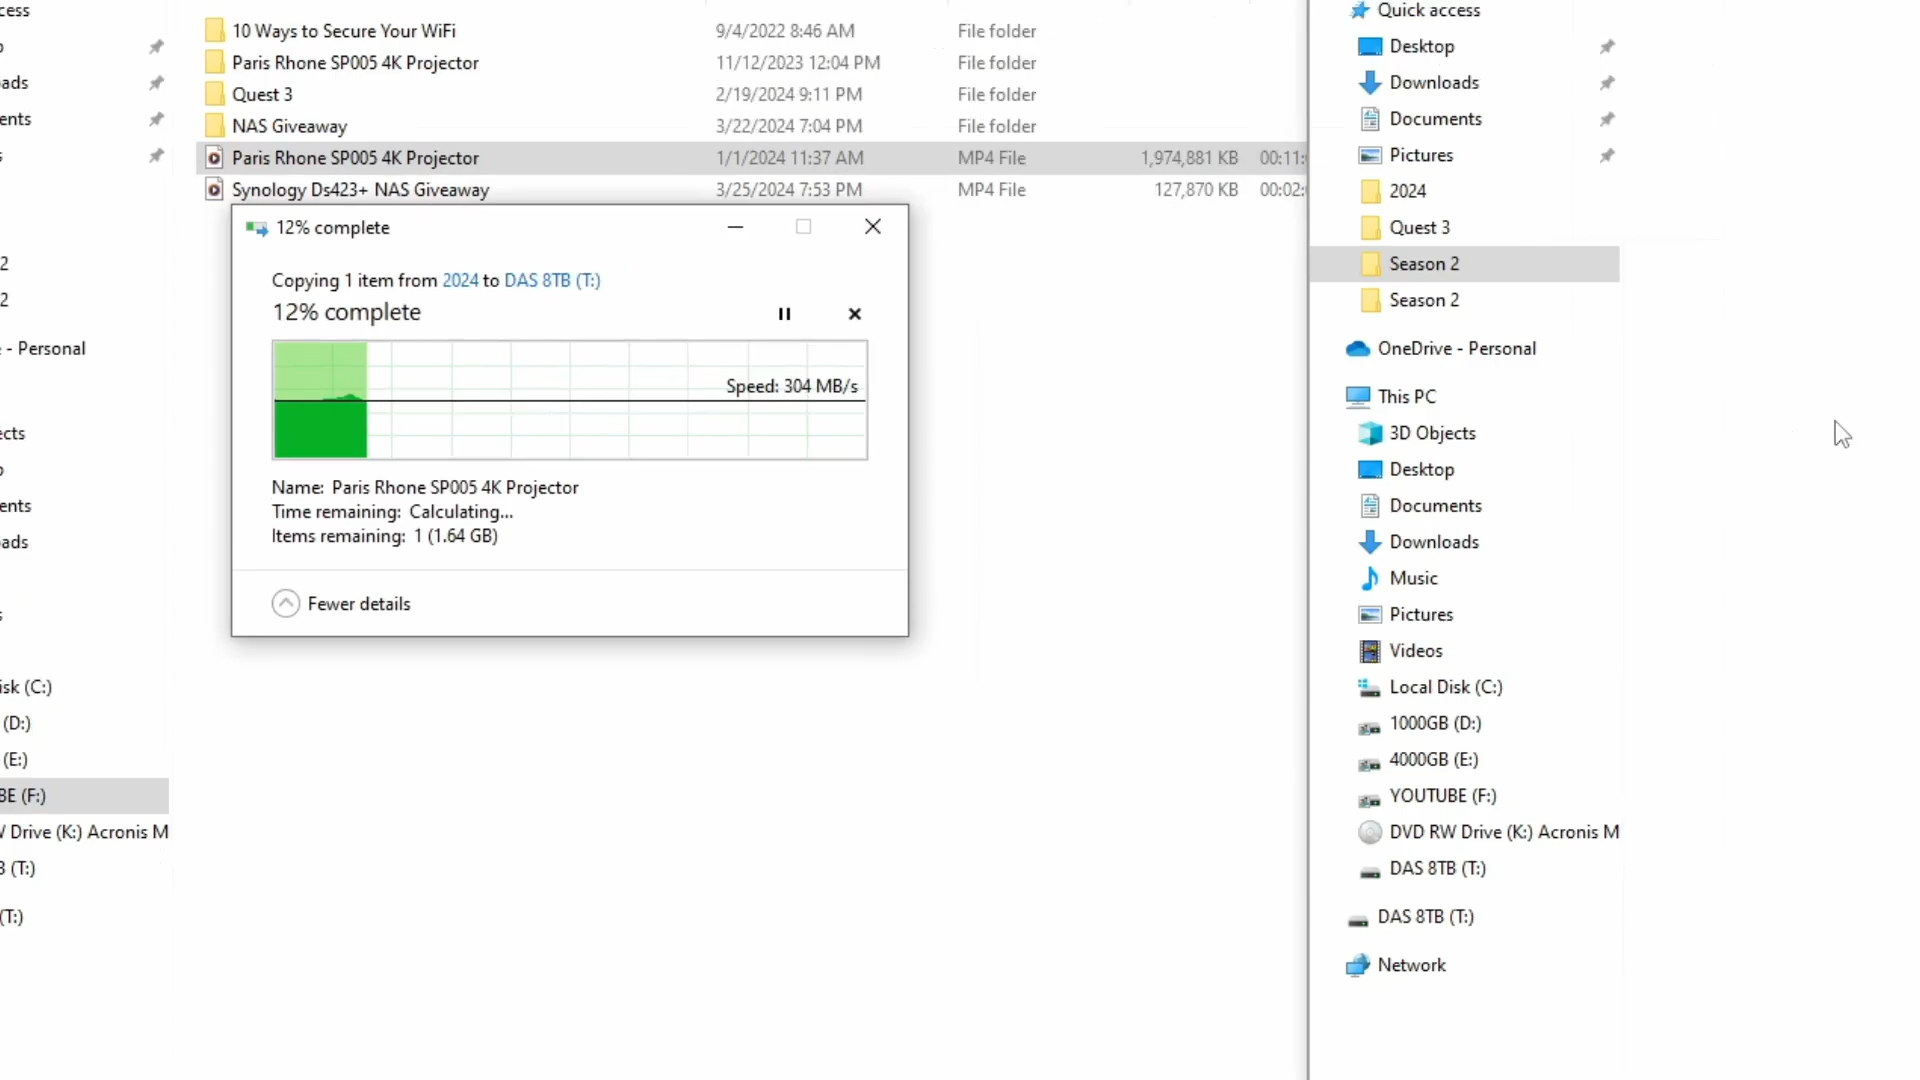 cess
ads
ents
s
2
2
- Personal
ects
ents
ads
s
isk (C:)
(D:)
(E:)
BE (F:)
W Drive (K:) Acronis M
B (T:)
(T:)
10 Ways to Secure Your WiFi 9/4/2022 8:46 AM File folder
Paris Rhone SP005 4K Projector 11/12/2023 12:04 PM File folder
Quest 3 2/19/2024 9:11 PM File folder
NAS Giveaway 3/22/2024 7:04 PM File folder
Paris Rhone SP005 4K Projector 1/1/2024 11:37 AM MP4 File 1,974,881 KB 00:11:
Synology Ds423+ NAS Giveaway 3/25/2024 7:53 PM MP4 File 127,870 KB 00:02:
12% complete
Copying 1 item from 2024 to DAS 8TB (T:)
12% complete
Speed: 304 MB/s
Name: Paris Rhone SP005 4K Projector
Time remaining: Calculating...
Items remaining: 1 (1.64 GB)
Fewer details
Quick access
Desktop
Downloads
Documents
Pictures
2024
Quest 3
Season 2
Season 2
OneDrive - Personal
This PC
3D Objects
Desktop
Documents
Downloads
Music
Pictures
Videos
Local Disk (C:)
1000GB (D:)
4000GB (E:)
YOUTUBE (F:)
DVD RW Drive (K:) Acronis M
DAS 8TB (T:)
DAS 8TB (T:)
Network